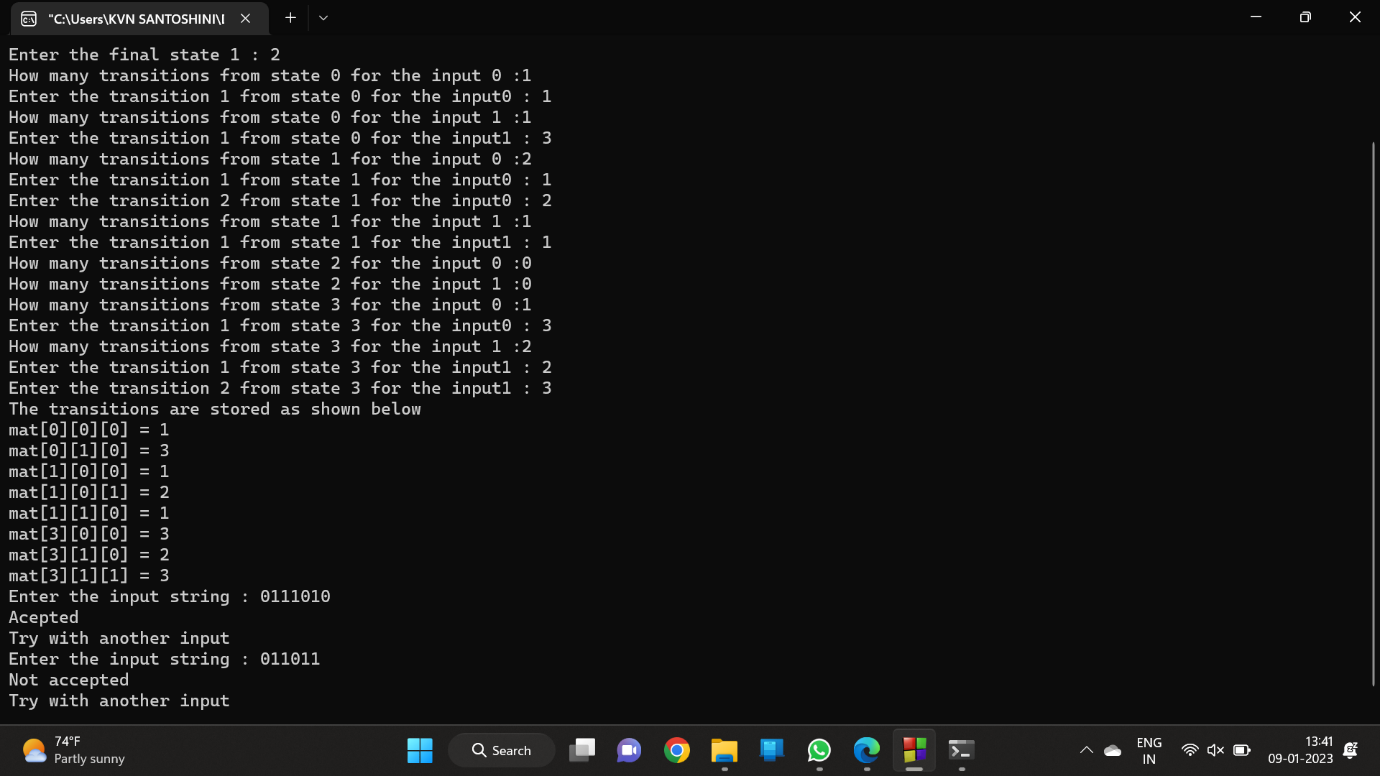 "C:\Users\KVN SANTOSHINI\I
Enter the final state 1 : 2
How many transitions from state 0 for the input 0 :1
Enter the transition 1 from state 0 for the input0 : 1
How many transitions from state 0 for the input 1 :1
Enter the transition 1 from state 0 for the input1 : 3
How many transitions from state 1 for the input 0 :2
Enter the transition 1 from state 1 for the input0 : 1
Enter the transition 2 from state 1 for the input0 : 2
How many transitions from state 1 for the input 1 :1
Enter the transition 1 from state 1 for the input1 : 1
How many transitions from state 2 for the input 0 :0
How many transitions from state 2 for the input 1 :0
How many transitions from state 3 for the input 0 :1
Enter the transition 1 from state 3 for the input0 : 3
How many transitions from state 3 for the input 1 :2
Enter the transition 1 from state 3 for the input1 : 2
Enter the transition 2 from state 3 for the input1 : 3
The transitions are stored as shown below
mat[0][0][0] = 1
mat[0][1][0] = 3
mat[1][0][0] = 1
mat[1][0][1] = 2
mat[1][1][0] = 1
mat[3][0][0] = 3
mat[3][1][0] = 2
mat[3][1][1] = 3
Enter the input string : 0111010
Acepted
Try with another input
Enter the input string : 011011
Not accepted
Try with another input
74°F
Partly sunny
Search
ENG
IN
13:41
09-01-2023